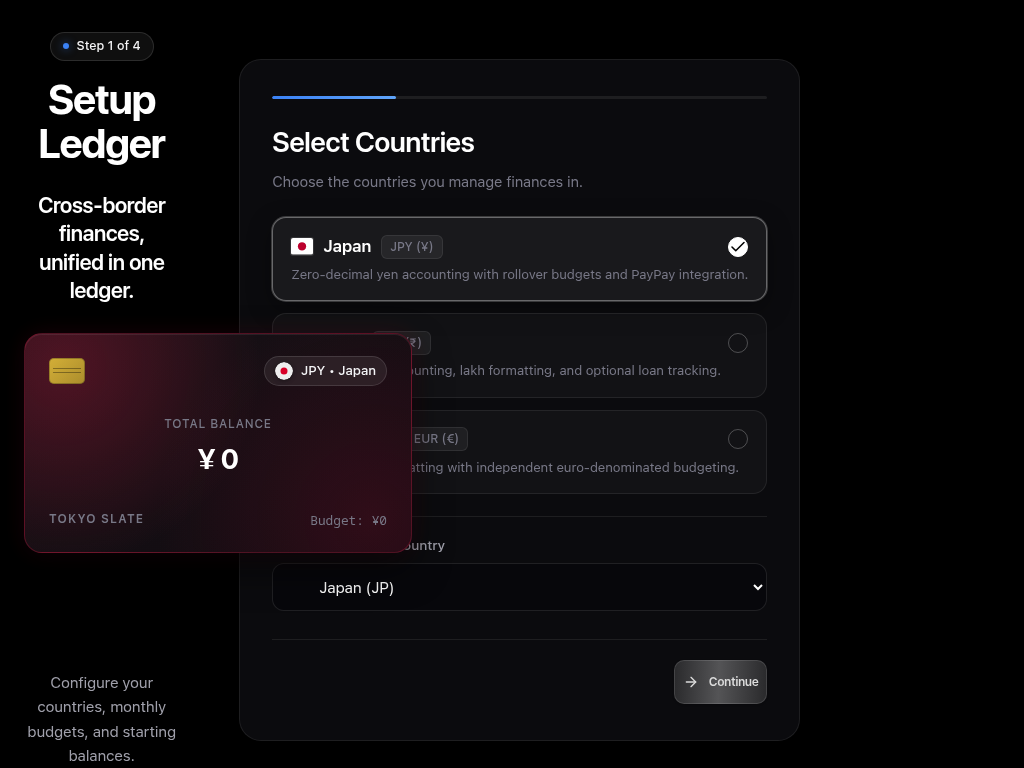 Step 1 of 4
Setup
Ledger
Cross-border
finances,
unified in one
ledger.
JPY • Japan
TOTAL BALANCE
¥ 0
TOKYO SLATE
Budget: ¥0
Configure your
countries, monthly
budgets, and starting
balances.
Select Countries
Choose the countries you manage finances in.
Japan JPY (¥)
Zero-decimal yen accounting with rollover budgets and PayPay integration.
(₹)
lakh formatting, and optional loan tracking.
EUR (€)
with independent euro-denominated budgeting.
Japan (JP)
Continue